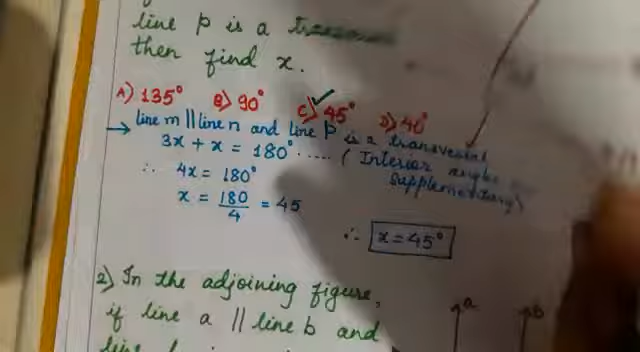 line p is a
then find x.
A) 135° B) 90° C) 45° D) 40°
→ line m || line n and line p is a transversal
3x + x = 180° ..... (Interior angles
supplementary)
∴ 4x = 180°
x = 180/4 = 45
∴ x = 45°
2) In the adjoining figure,
if line a || line b and
line
a b